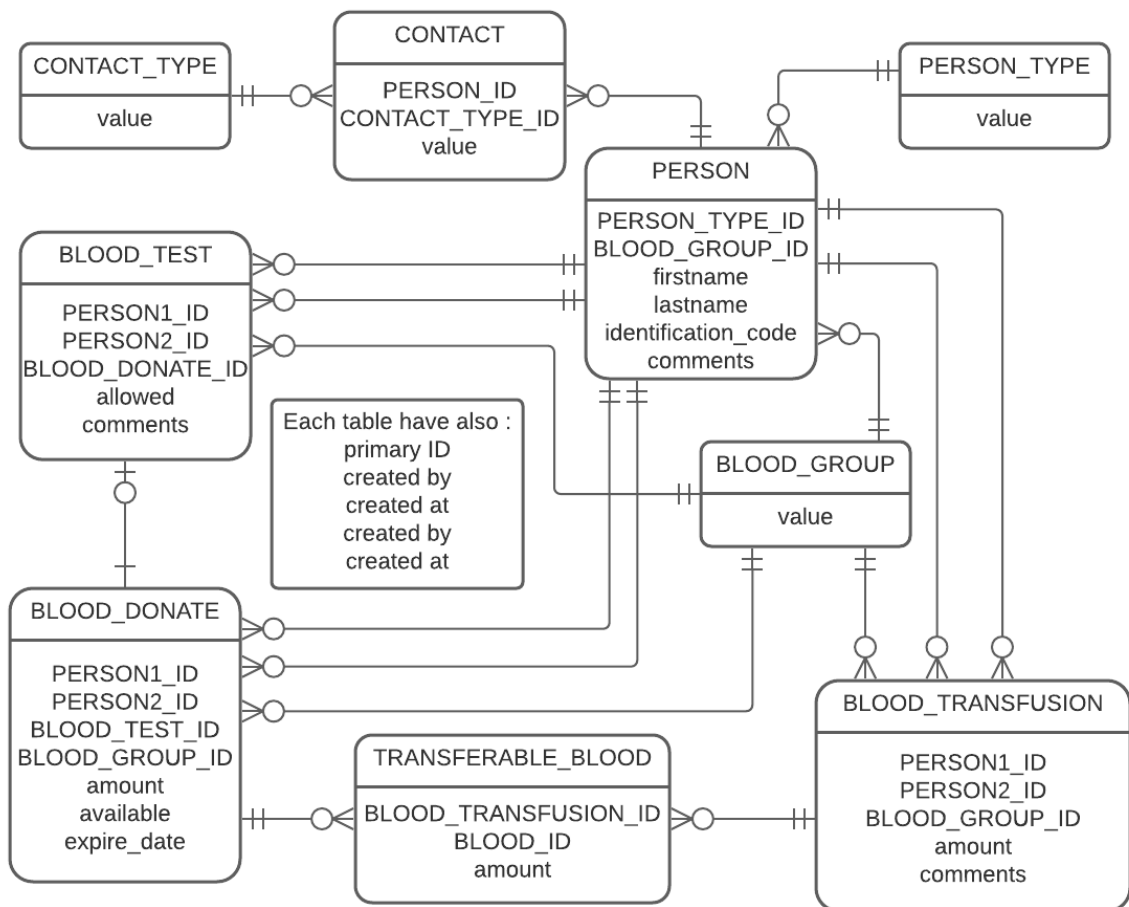 CONTACT_TYPE
value
CONTACT
PERSON_ID
CONTACT_TYPE_ID
value
PERSON_TYPE
value
PERSON
PERSON_TYPE_ID
BLOOD_GROUP_ID
firstname
lastname
identification_code
comments
BLOOD_TEST
PERSON1_ID
PERSON2_ID
BLOOD_DONATE_ID
allowed
comments
Each table have also :
primary ID
created by
created at
created by
created at
BLOOD_GROUP
value
BLOOD_DONATE
PERSON1_ID
PERSON2_ID
BLOOD_TEST_ID
BLOOD_GROUP_ID
amount
available
expire_date
TRANSFERABLE_BLOOD
BLOOD_TRANSFUSION_ID
BLOOD_ID
amount
BLOOD_TRANSFUSION
PERSON1_ID
PERSON2_ID
BLOOD_GROUP_ID
amount
comments